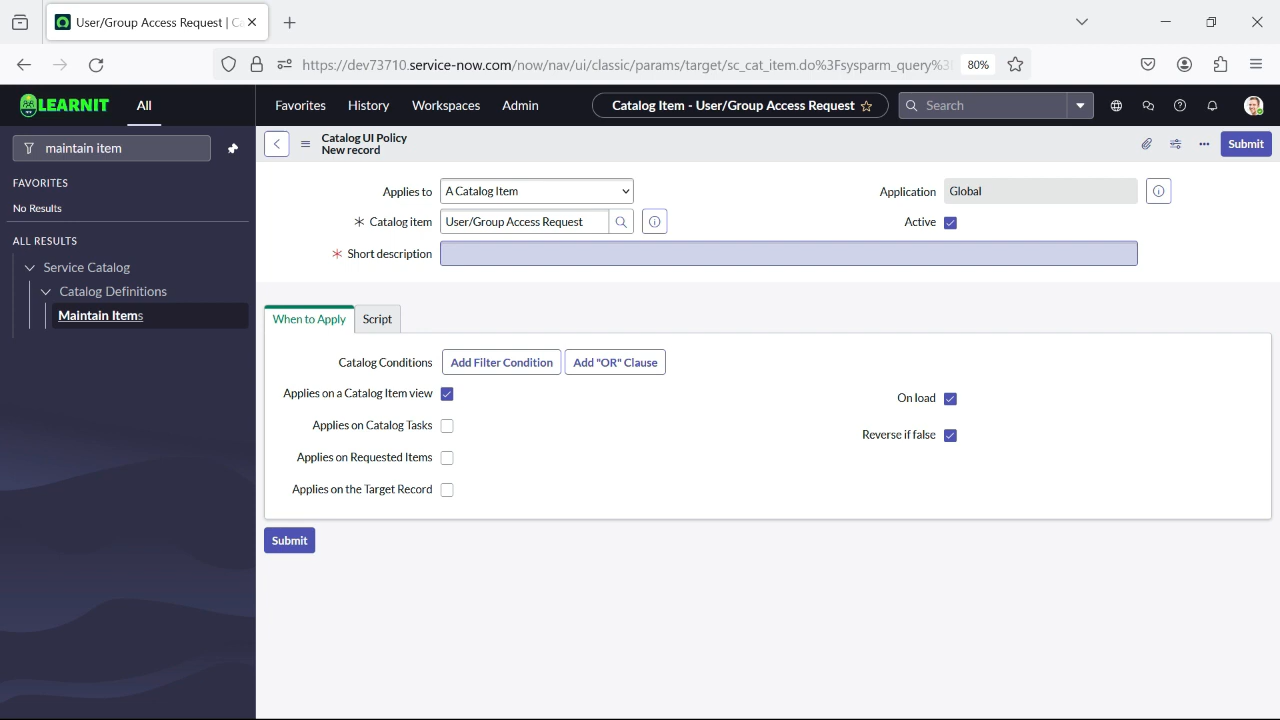 User/Group Access Request | Ca
https://dev73710.service-now.com/now/nav/ui/classic/params/target/sc_cat_item.do%3Fsysparm_query%3
80%
LEARNIT
All
Favorites
History
Workspaces
Admin
Catalog Item - User/Group Access Request
Search
maintain item
FAVORITES
No Results
ALL RESULTS
Service Catalog
Catalog Definitions
Maintain Items
Catalog UI Policy
New record
Submit
Applies to
A Catalog Item
Application
Global
Catalog item
User/Group Access Request
Active
Short description
When to Apply
Script
Catalog Conditions
Add Filter Condition
Add "OR" Clause
Applies on a Catalog Item view
On load
Applies on Catalog Tasks
Reverse if false
Applies on Requested Items
Applies on the Target Record
Submit